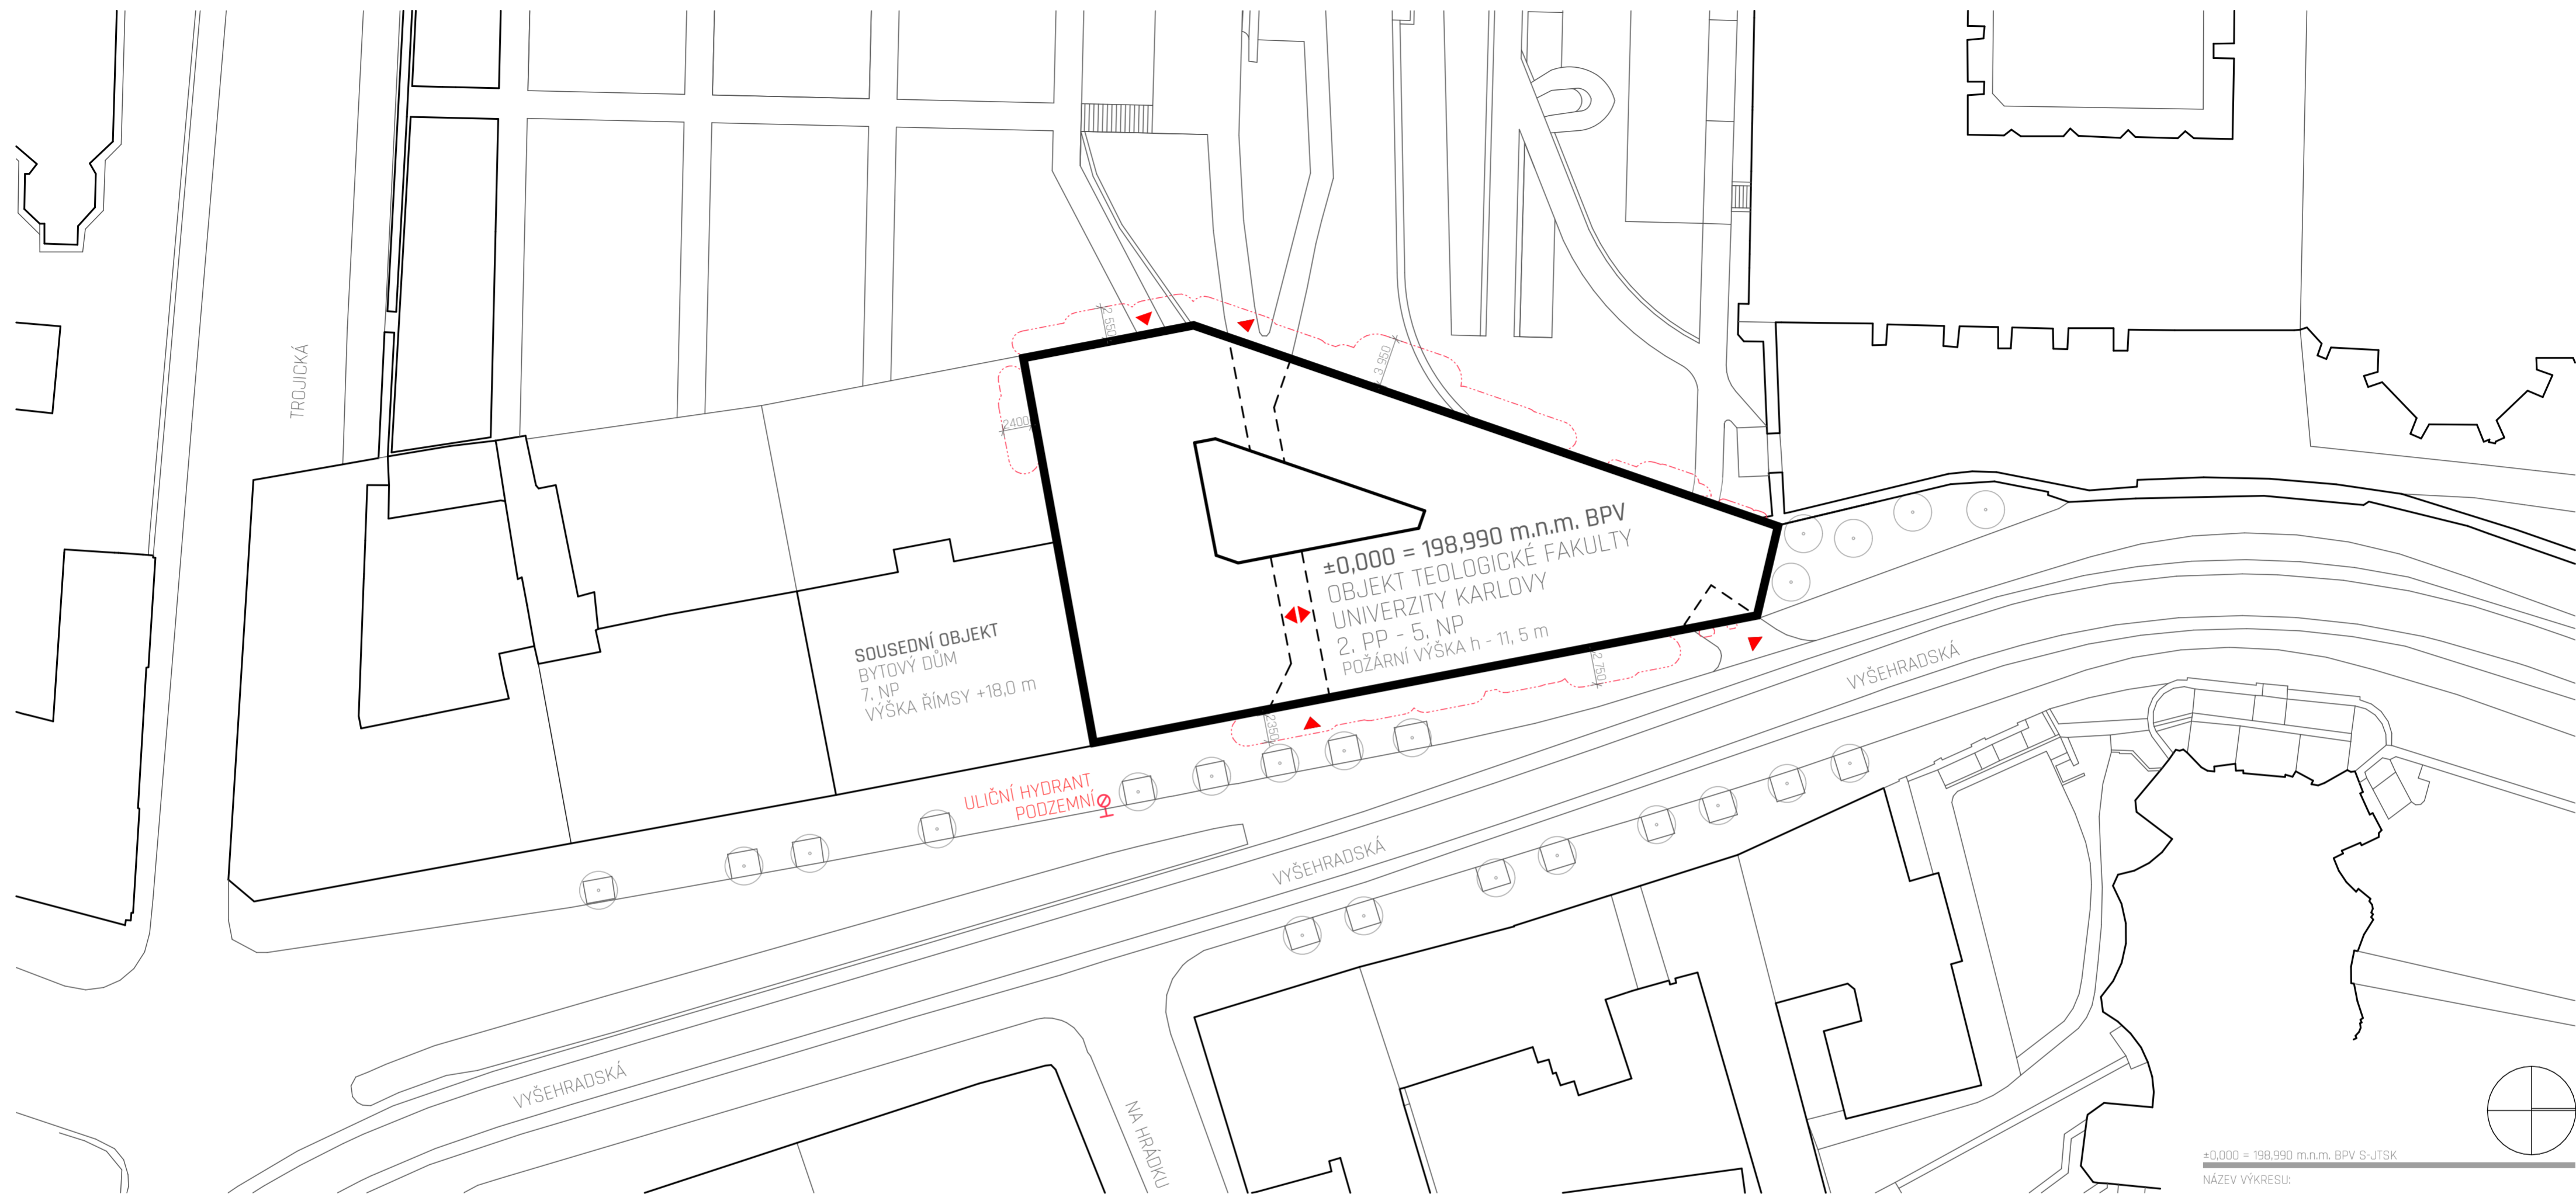 TROJICKÁ
2 550
3 950
2400
±0,000 = 198,990 m.n.m. BPV
OBJEKT TEOLOGICKÉ FAKULTY
UNIVERZITY KARLOVY
2. PP - 5. NP
POŽÁRNÍ VÝŠKA h - 11, 5 m
SOUSEDNÍ OBJEKT
BYTOVÝ DŮM
7. NP
VÝŠKA ŘÍMSY +18,0 m
2 750
2350
VYŠEHRADSKÁ
ULIČNÍ HYDRANT
PODZEMNÍ
VYŠEHRADSKÁ
VYŠEHRADSKÁ
NA HRÁDKU
±0,000 = 198,990 m.n.m. BPV S-JTSK
NÁZEV VÝKRESU: